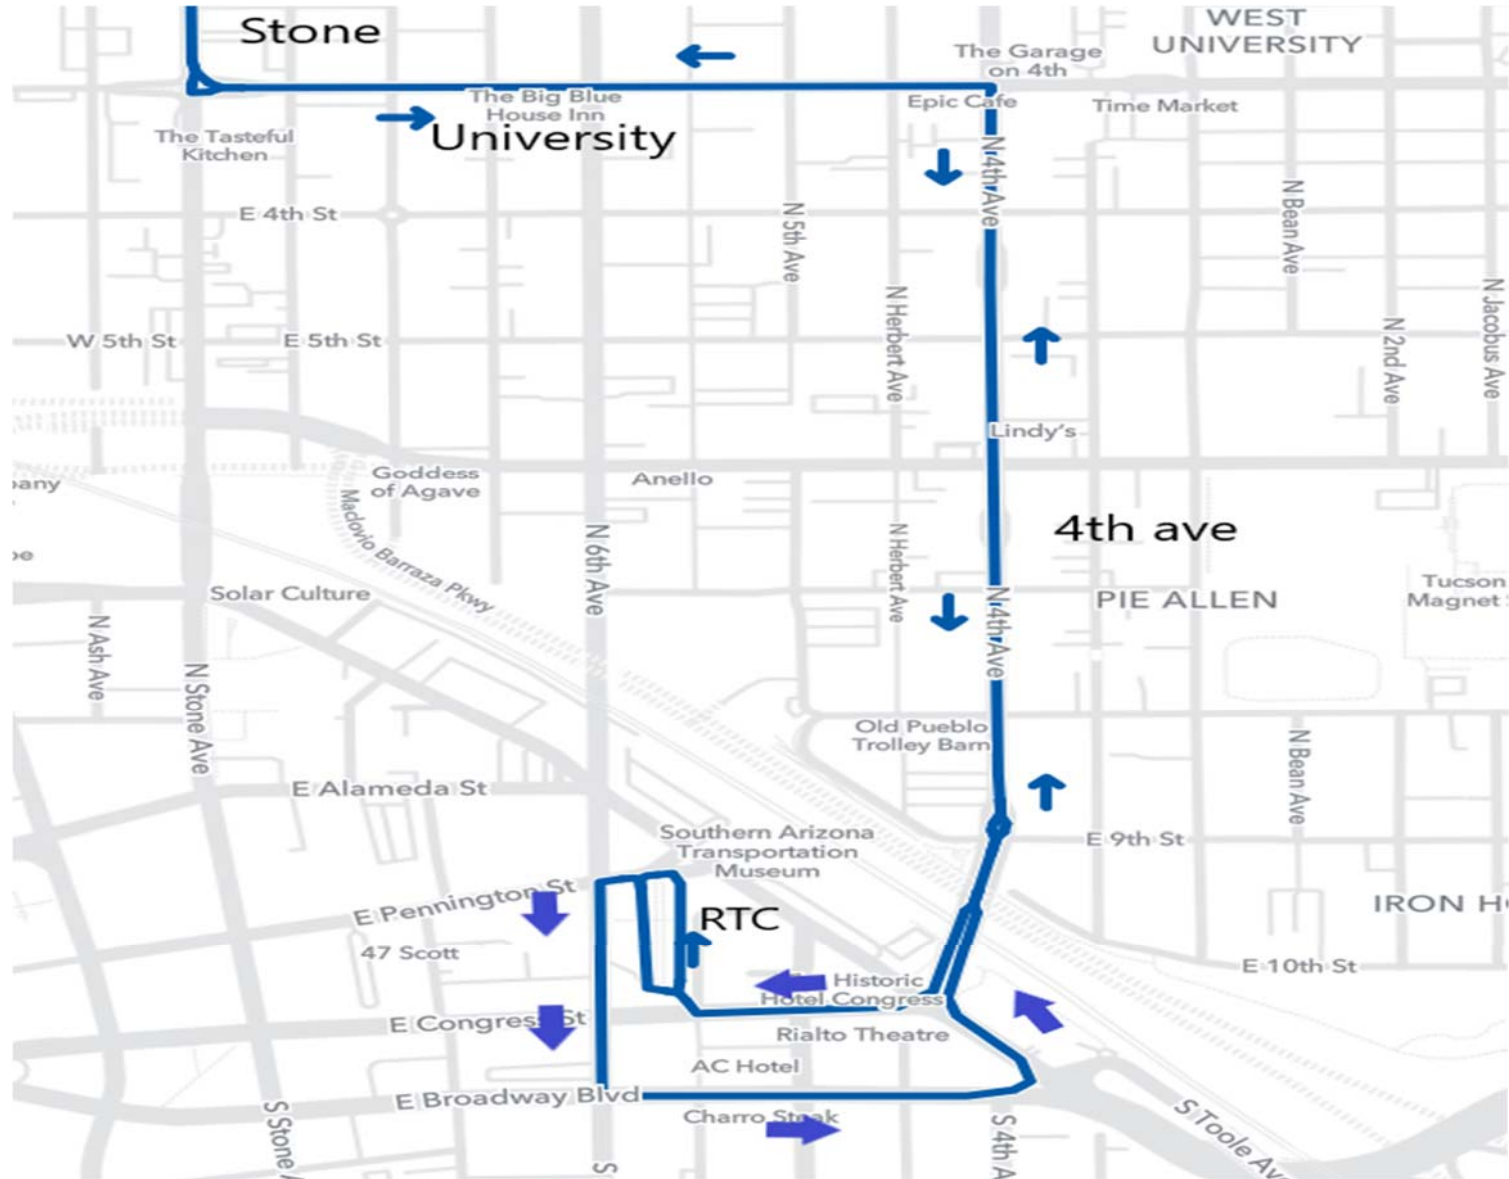 Stone
WEST
UNIVERSITY
The Garage
on 4th
The Big Blue
House Inn
Epic Cafe
Time Market
University
The Tasteful
Kitchen
N 4th Ave
E 4th St
N 5th Ave
N Bean Ave
N Herbert Ave
N Jacobus Ave
N 2nd Ave
W 5th St
E 5th St
Lindy's
Goddess
of Agave
Anello
Madovio Barraza Pkwy
N 6th Ave
N Herbert Ave
4th ave
Solar Culture
N 4th Ave
PIE ALLEN
Tucson
Magnet
N Ash Ave
N Stone Ave
Old Pueblo
Trolley Barn
N Bean Ave
E Alameda St
Southern Arizona
Transportation
Museum
E 9th St
E Pennington St
RTC
IRON H
47 Scott
E 10th St
Historic
Hotel Congress
E Congress St
Rialto Theatre
AC Hotel
E Broadway Blvd
Charro Steak
S Stone
S
S 4th A
S Toole Ave